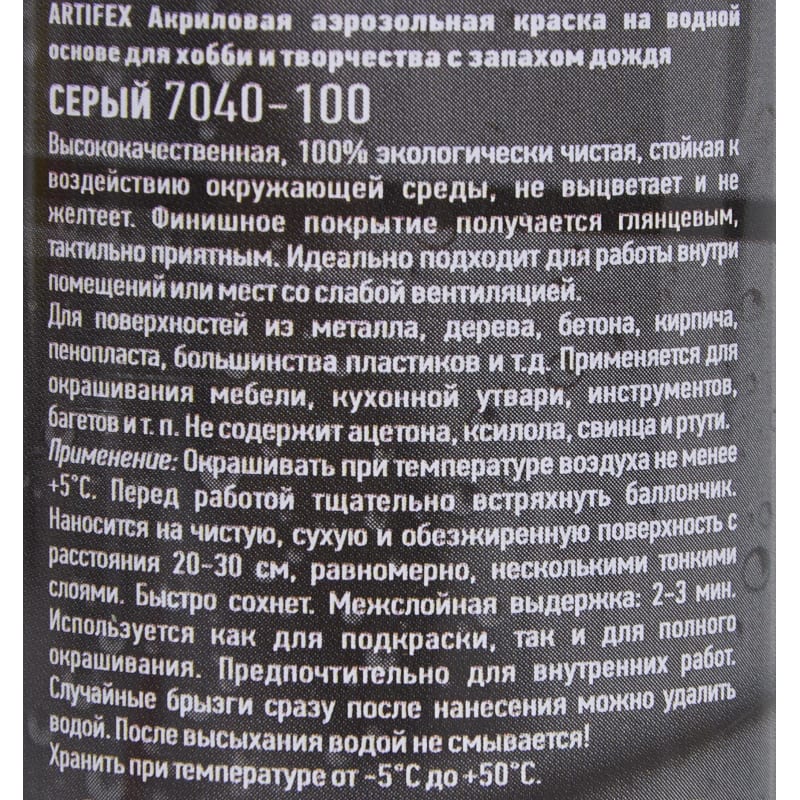 ARTIFEX Акриловая аэрозольная краска на водной
основе для хобби и творчества с запахом дождя
СЕРЫЙ 7040-100
Высококачественная, 100% экологически чистая, стойкая к
воздействию окружающей среды, не выцветает и не
желтеет. Финишное покрытие получается глянцевым,
тактильно приятным. Идеально подходит для работы внутри
помещений или мест со слабой вентиляцией.
Для поверхностей из металла, дерева, бетона, кирпича,
пенопласта, большинства пластиков и т.д. Применяется для
окрашивания мебели, кухонной утвари, инструментов,
багетов и т. п. Не содержит ацетона, ксилола, свинца и ртути.
Применение: Окрашивать при температуре воздуха не менее
+5°C. Перед работой тщательно встряхнуть баллончик.
Наносится на чистую, сухую и обезжиренную поверхность с
расстояния 20-30 см, равномерно, несколькими тонкими
слоями. Быстро сохнет. Межслойная выдержка: 2-3 мин.
Используется как для подкраски, так и для полного
окрашивания. Предпочтительно для внутренних работ.
Случайные брызги сразу после нанесения можно удалить
водой. После высыхания водой не смывается!
Хранить при температуре от -5°C до +50°C.